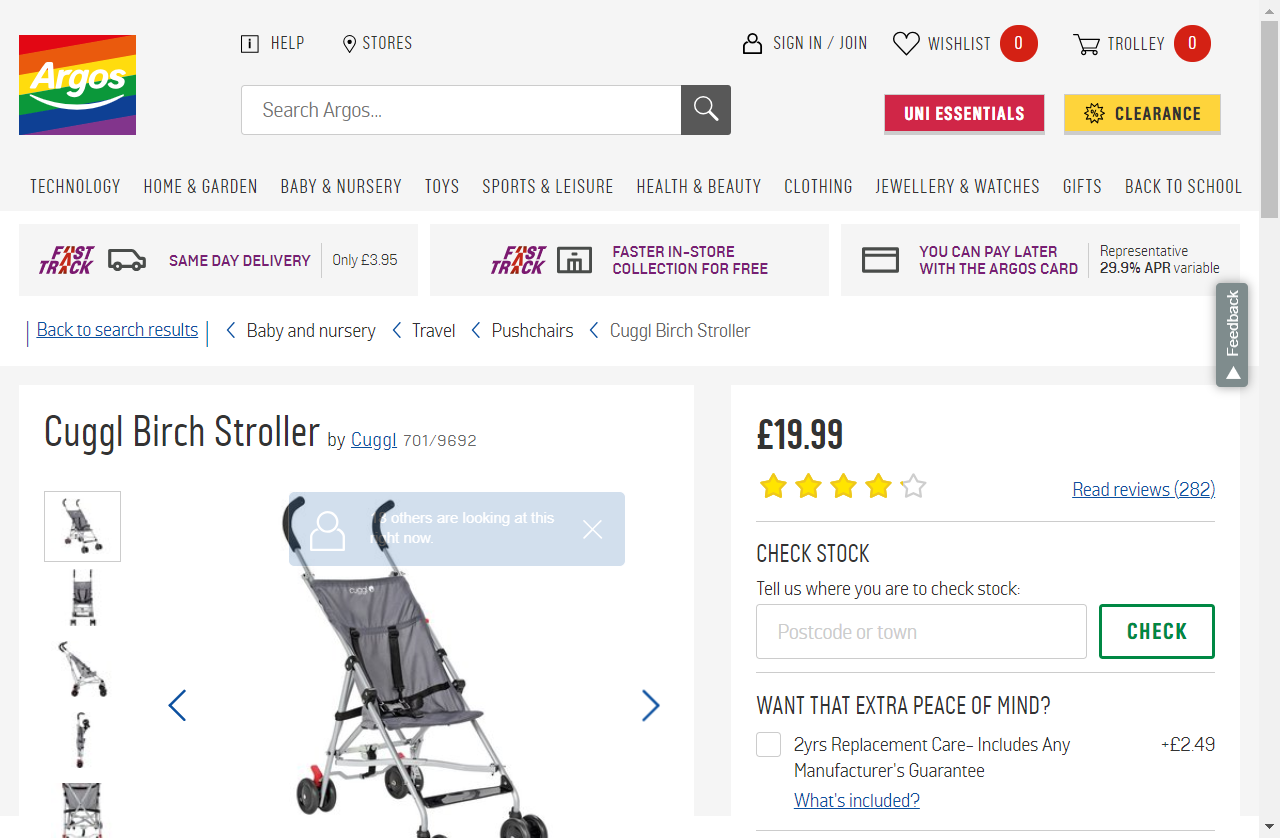 HELP
STORES
SIGN IN / JOIN
WISHLIST 0
TROLLEY 0
Argos
Search Argos...
UNI ESSENTIALS
CLEARANCE
TECHNOLOGY HOME & GARDEN BABY & NURSERY TOYS SPORTS & LEISURE HEALTH & BEAUTY CLOTHING JEWELLERY & WATCHES GIFTS BACK TO SCHOOL
FAST
TRACK
SAME DAY DELIVERY
Only £3.95
FAST
TRACK
FASTER IN-STORE
COLLECTION FOR FREE
YOU CAN PAY LATER
WITH THE ARGOS CARD
Representative
29.9% APR variable
Feedback
Back to search results
Baby and nursery
Travel
Pushchairs
Cuggl Birch Stroller
Cuggl Birch Stroller by Cuggl 701/9692
others are looking at this
right now.
cuggl
£19.99
Read reviews (282)
CHECK STOCK
Tell us where you are to check stock:
Postcode or town
CHECK
WANT THAT EXTRA PEACE OF MIND?
2yrs Replacement Care- Includes Any
Manufacturer's Guarantee
+£2.49
What's included?